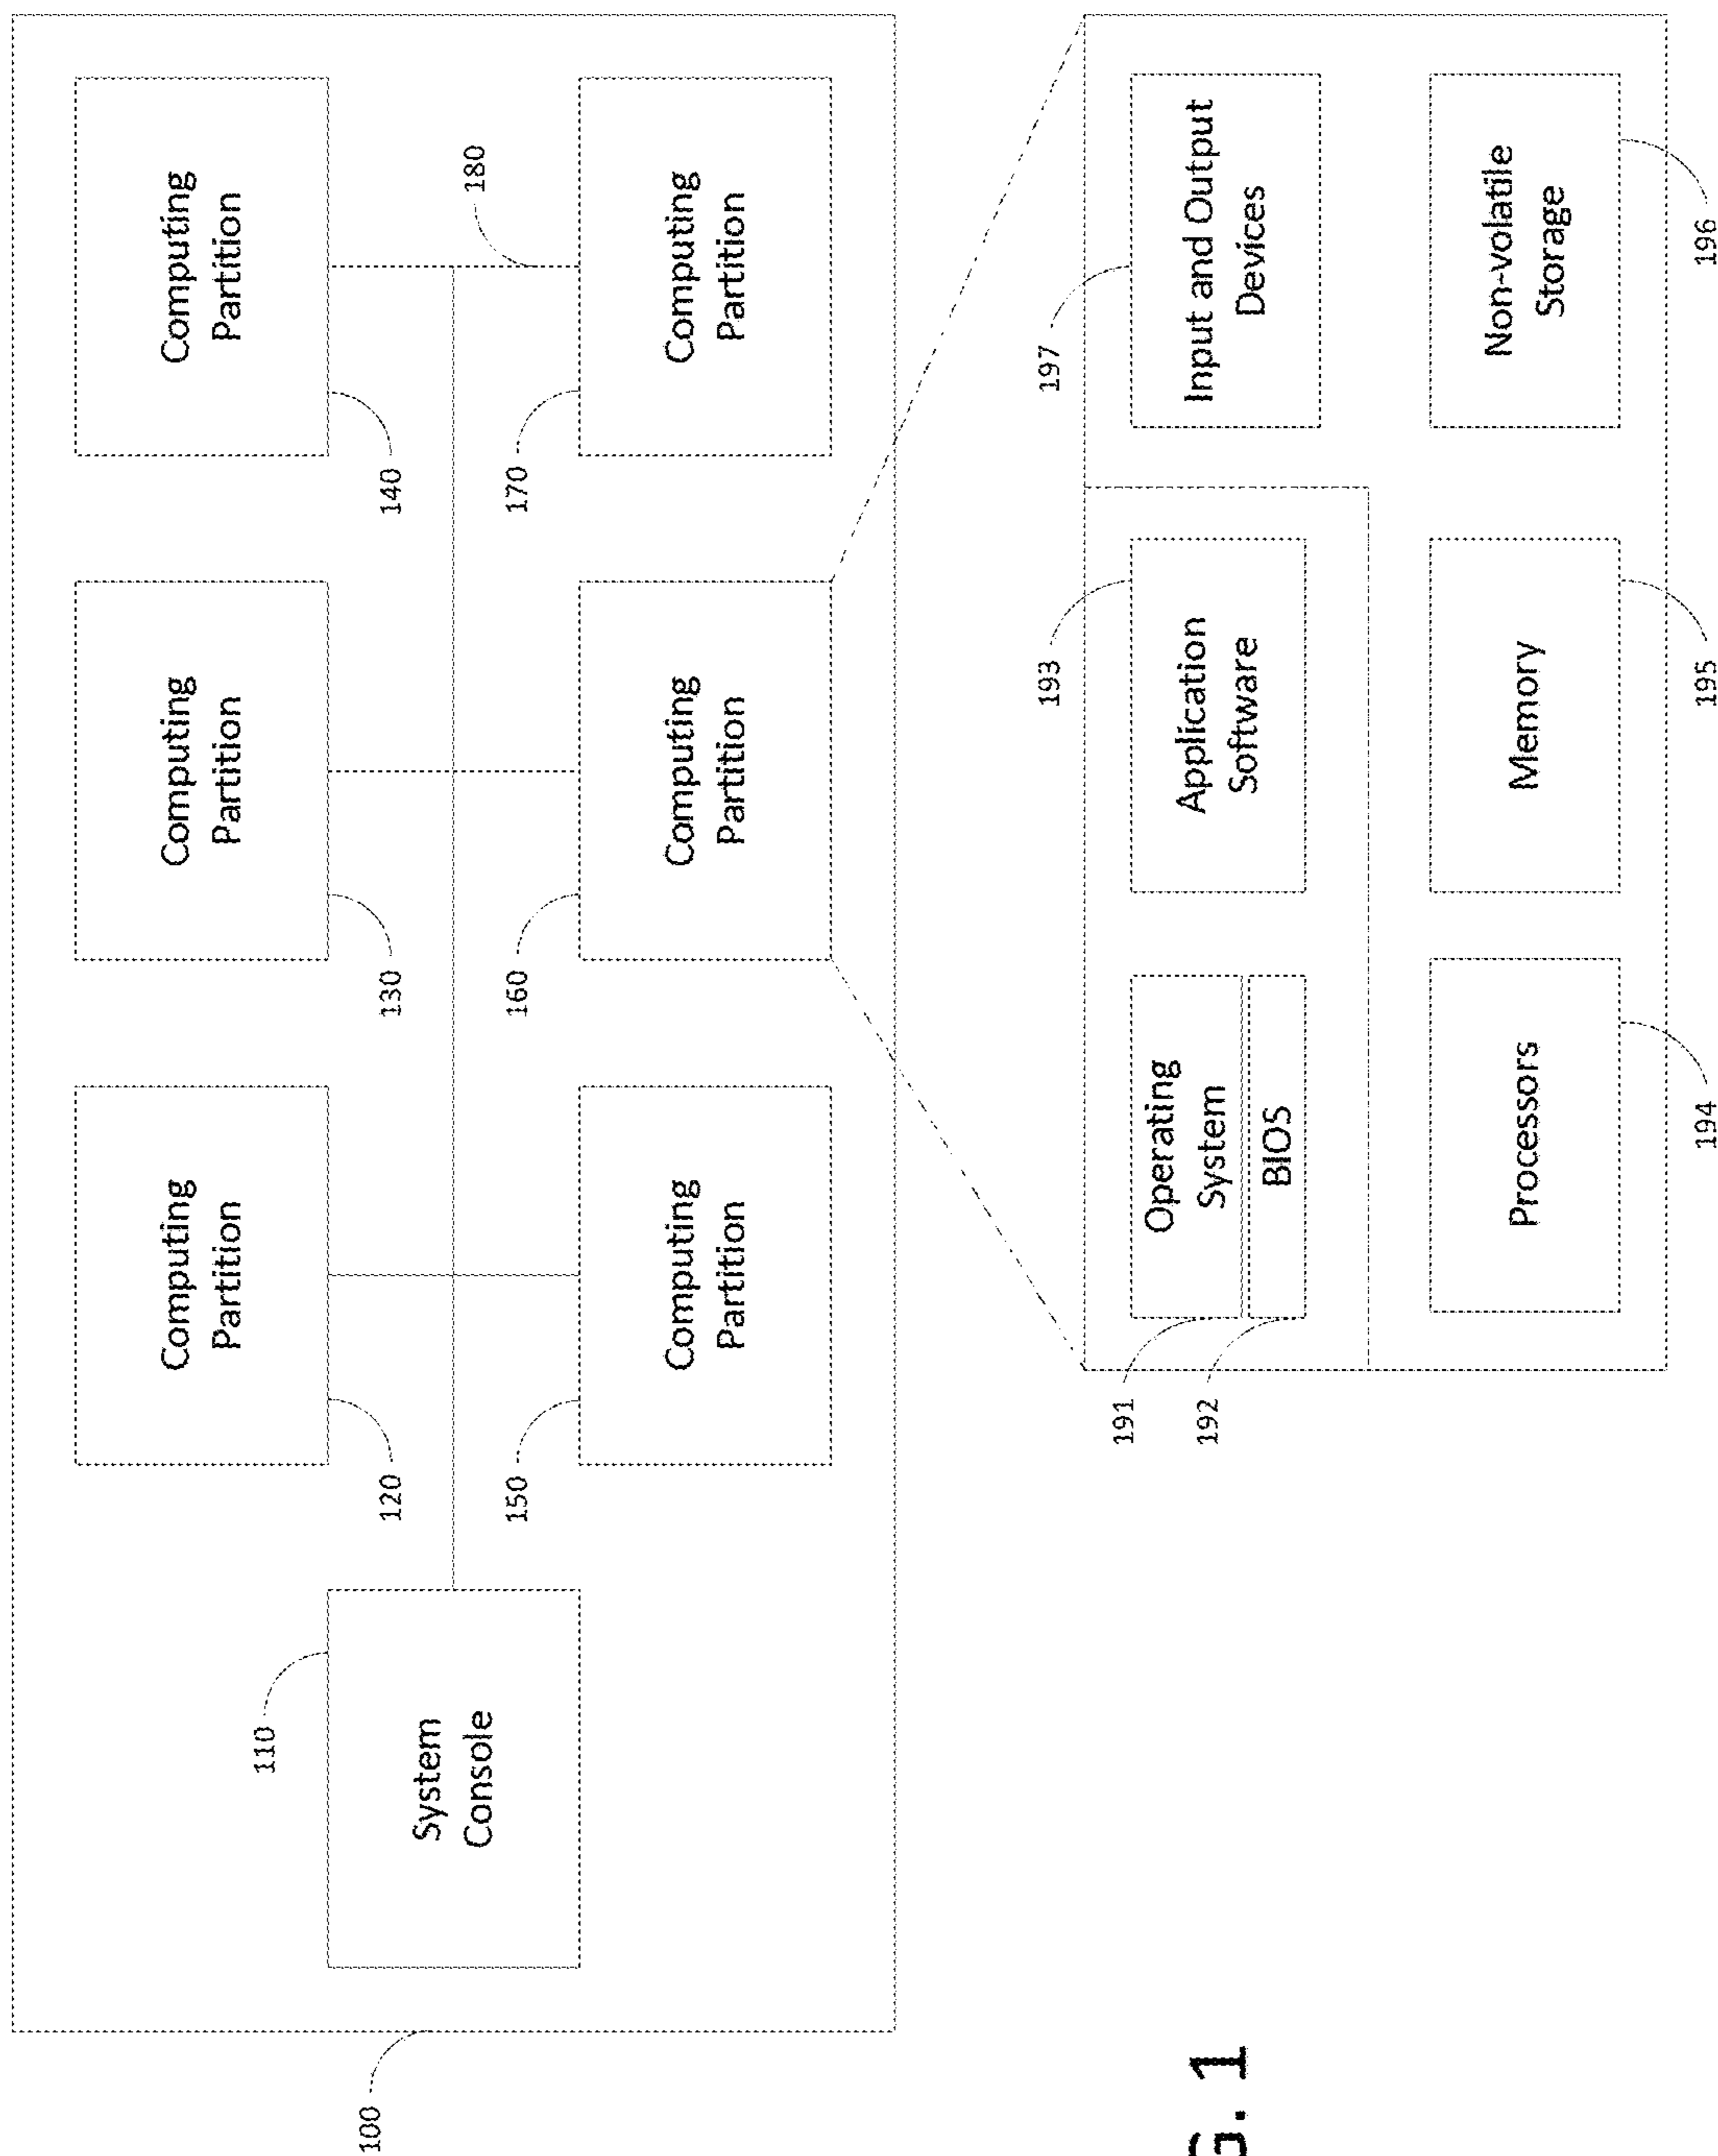 100
110
System
Console
120
Computing
Partition
130
Computing
Partition
140
Computing
Partition
150
Computing
Partition
160
Computing
Partition
170
Computing
Partition
180
191
Operating
System
192
BIOS
193
Application
Software
197
Input and Output
Devices
Processors
194
Memory
195
Non-volatile
Storage
196
G. 1